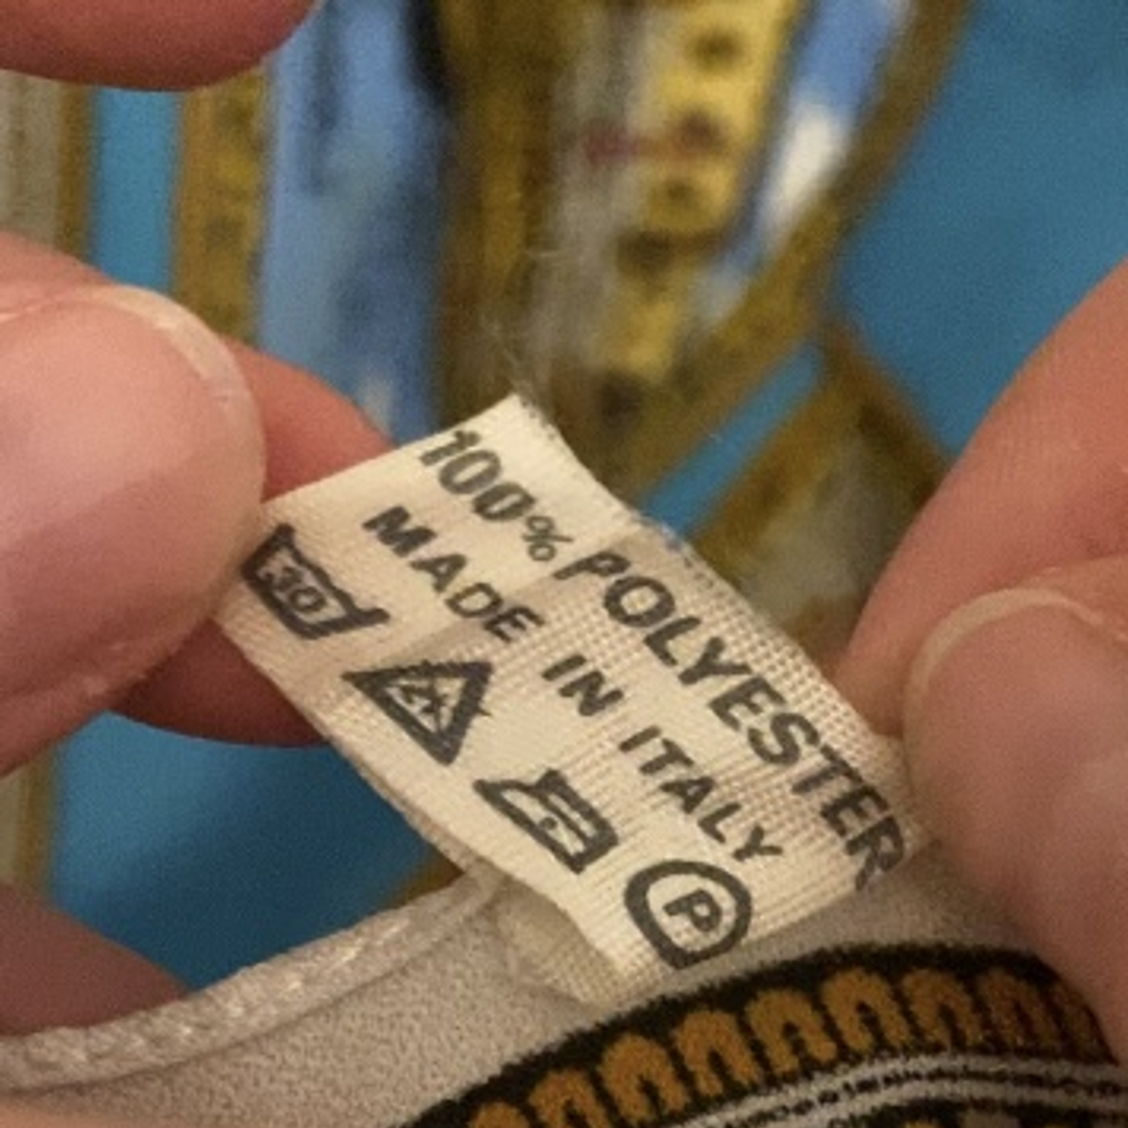 100% POLYESTER
MADE IN ITALY
30
P